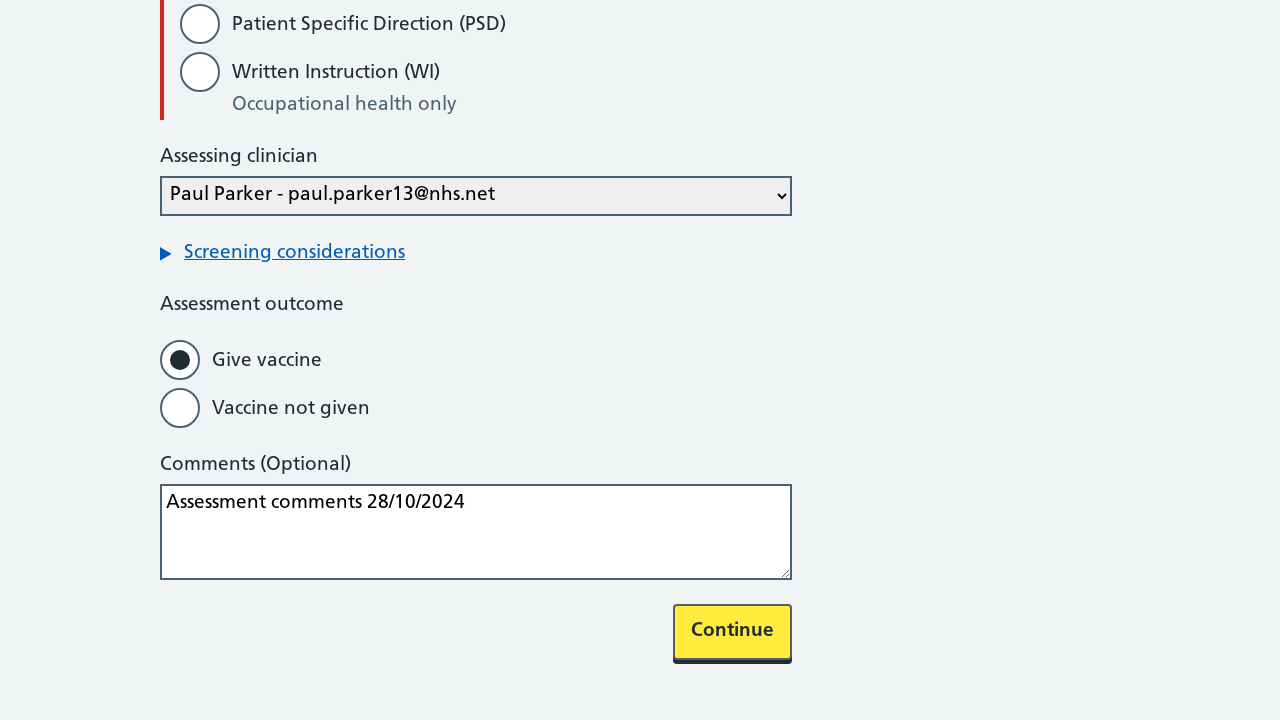 Patient Specific Direction (PSD)
Written Instruction (WI)
Occupational health only
Assessing clinician
Paul Parker - paul.parker13@nhs.net
Screening considerations
Assessment outcome
Give vaccine
Vaccine not given
Comments (Optional)
Assessment comments 28/10/2024
Continue